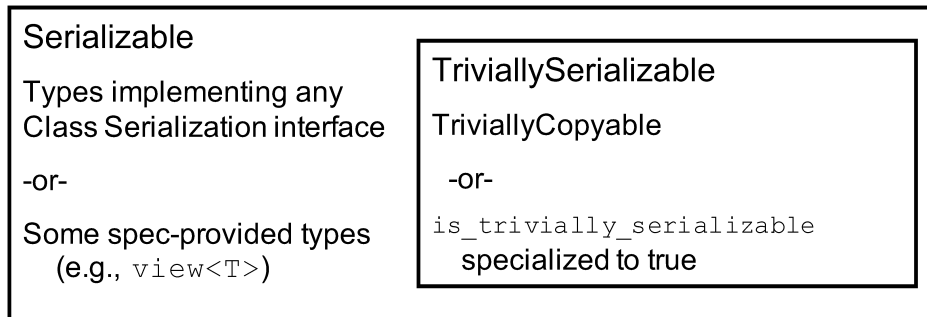 Serializable
Types implementing any
Class Serialization interface
-or-
Some spec-provided types
(e.g., view<T>)
TriviallySerializable
TriviallyCopyable
-or-
is_trivially_serializable
specialized to true